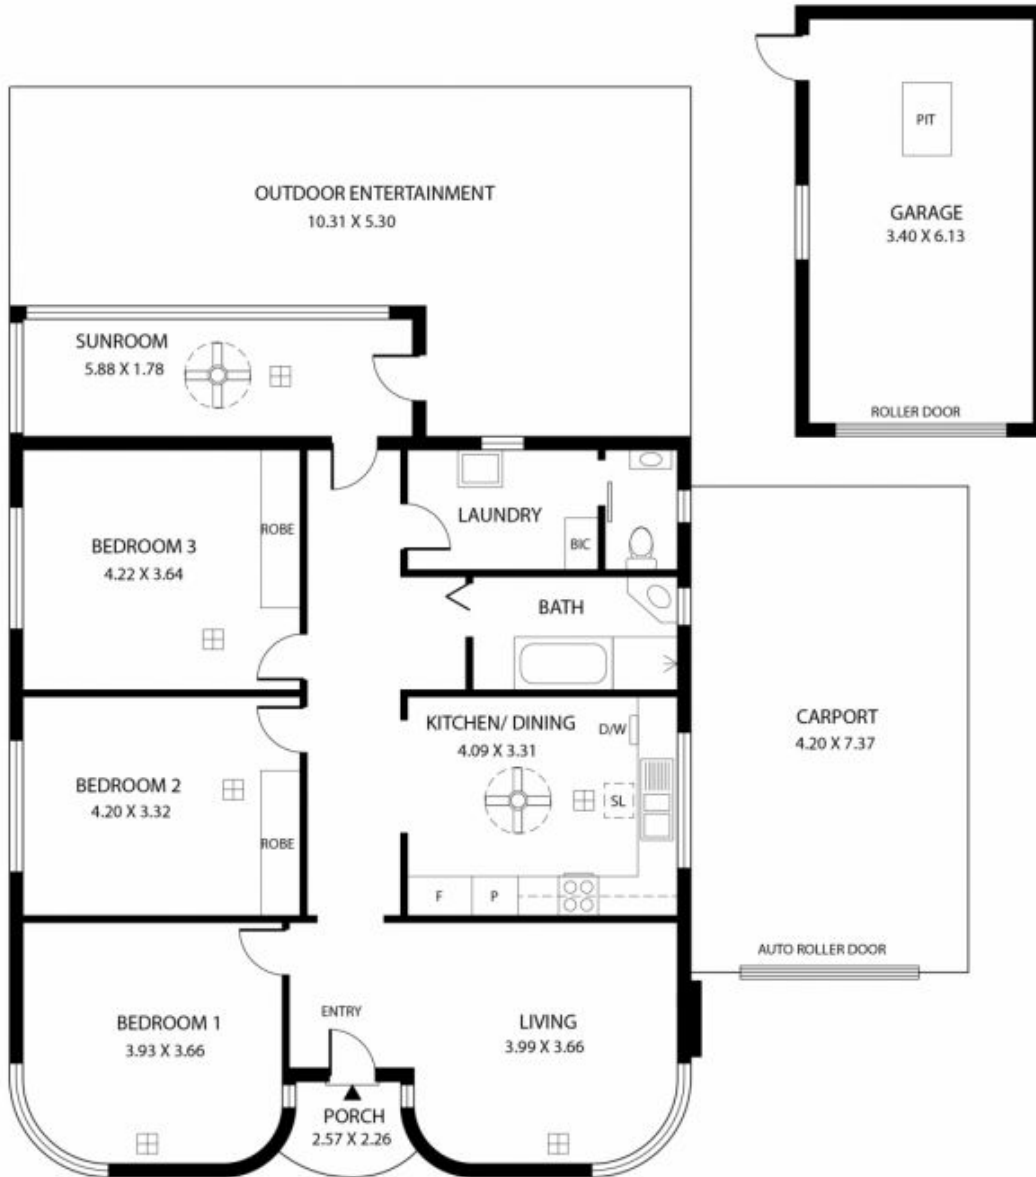 PIT
OUTDOOR ENTERTAINMENT
10.31 X 5.30
GARAGE
3.40 X 6.13
SUNROOM
5.88 X 1.78
ROLLER DOOR
LAUNDRY
BIC
BEDROOM 3
4.22 X 3.64
ROBE
BATH
KITCHEN/ DINING
4.09 X 3.31
D/W
SL
CARPORT
4.20 X 7.37
BEDROOM 2
4.20 X 3.32
ROBE
F
P
AUTO ROLLER DOOR
BEDROOM 1
3.93 X 3.66
ENTRY
LIVING
3.99 X 3.66
PORCH
2.57 X 2.26